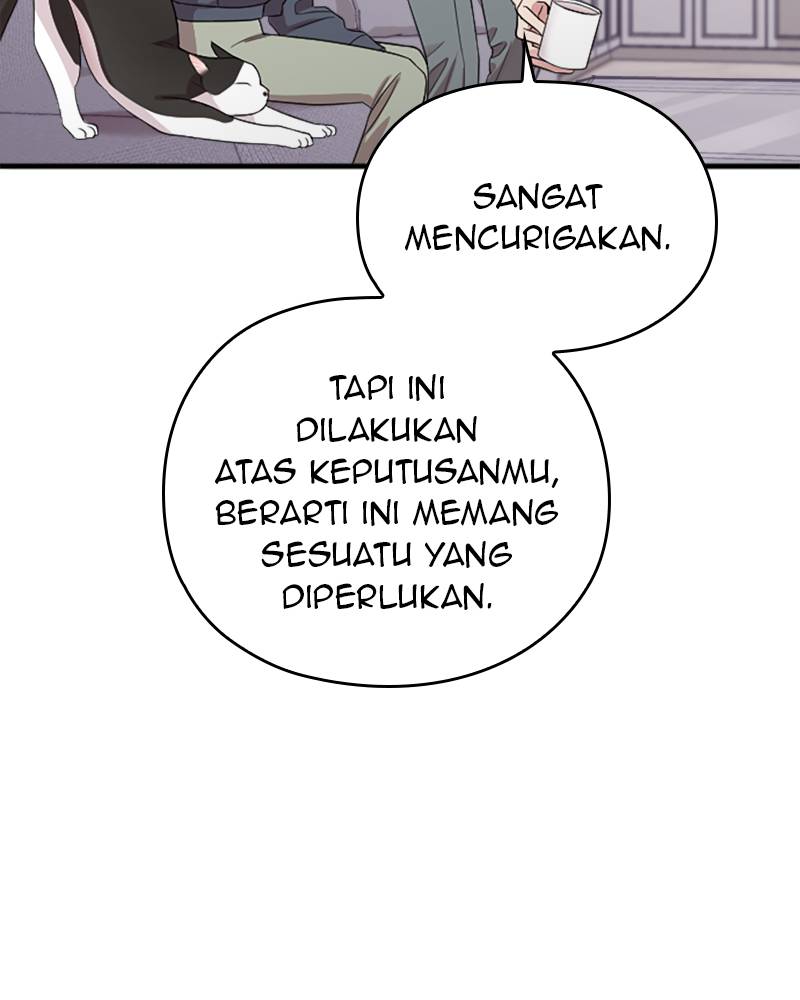 SANGAT
MENCURIGAKAN.
TAPI INI
DILAKUKAN
ATAS KEPUTUSANMU,
BERARTI INI MEMANG
SESUATU YANG
DIPERLUKAN.